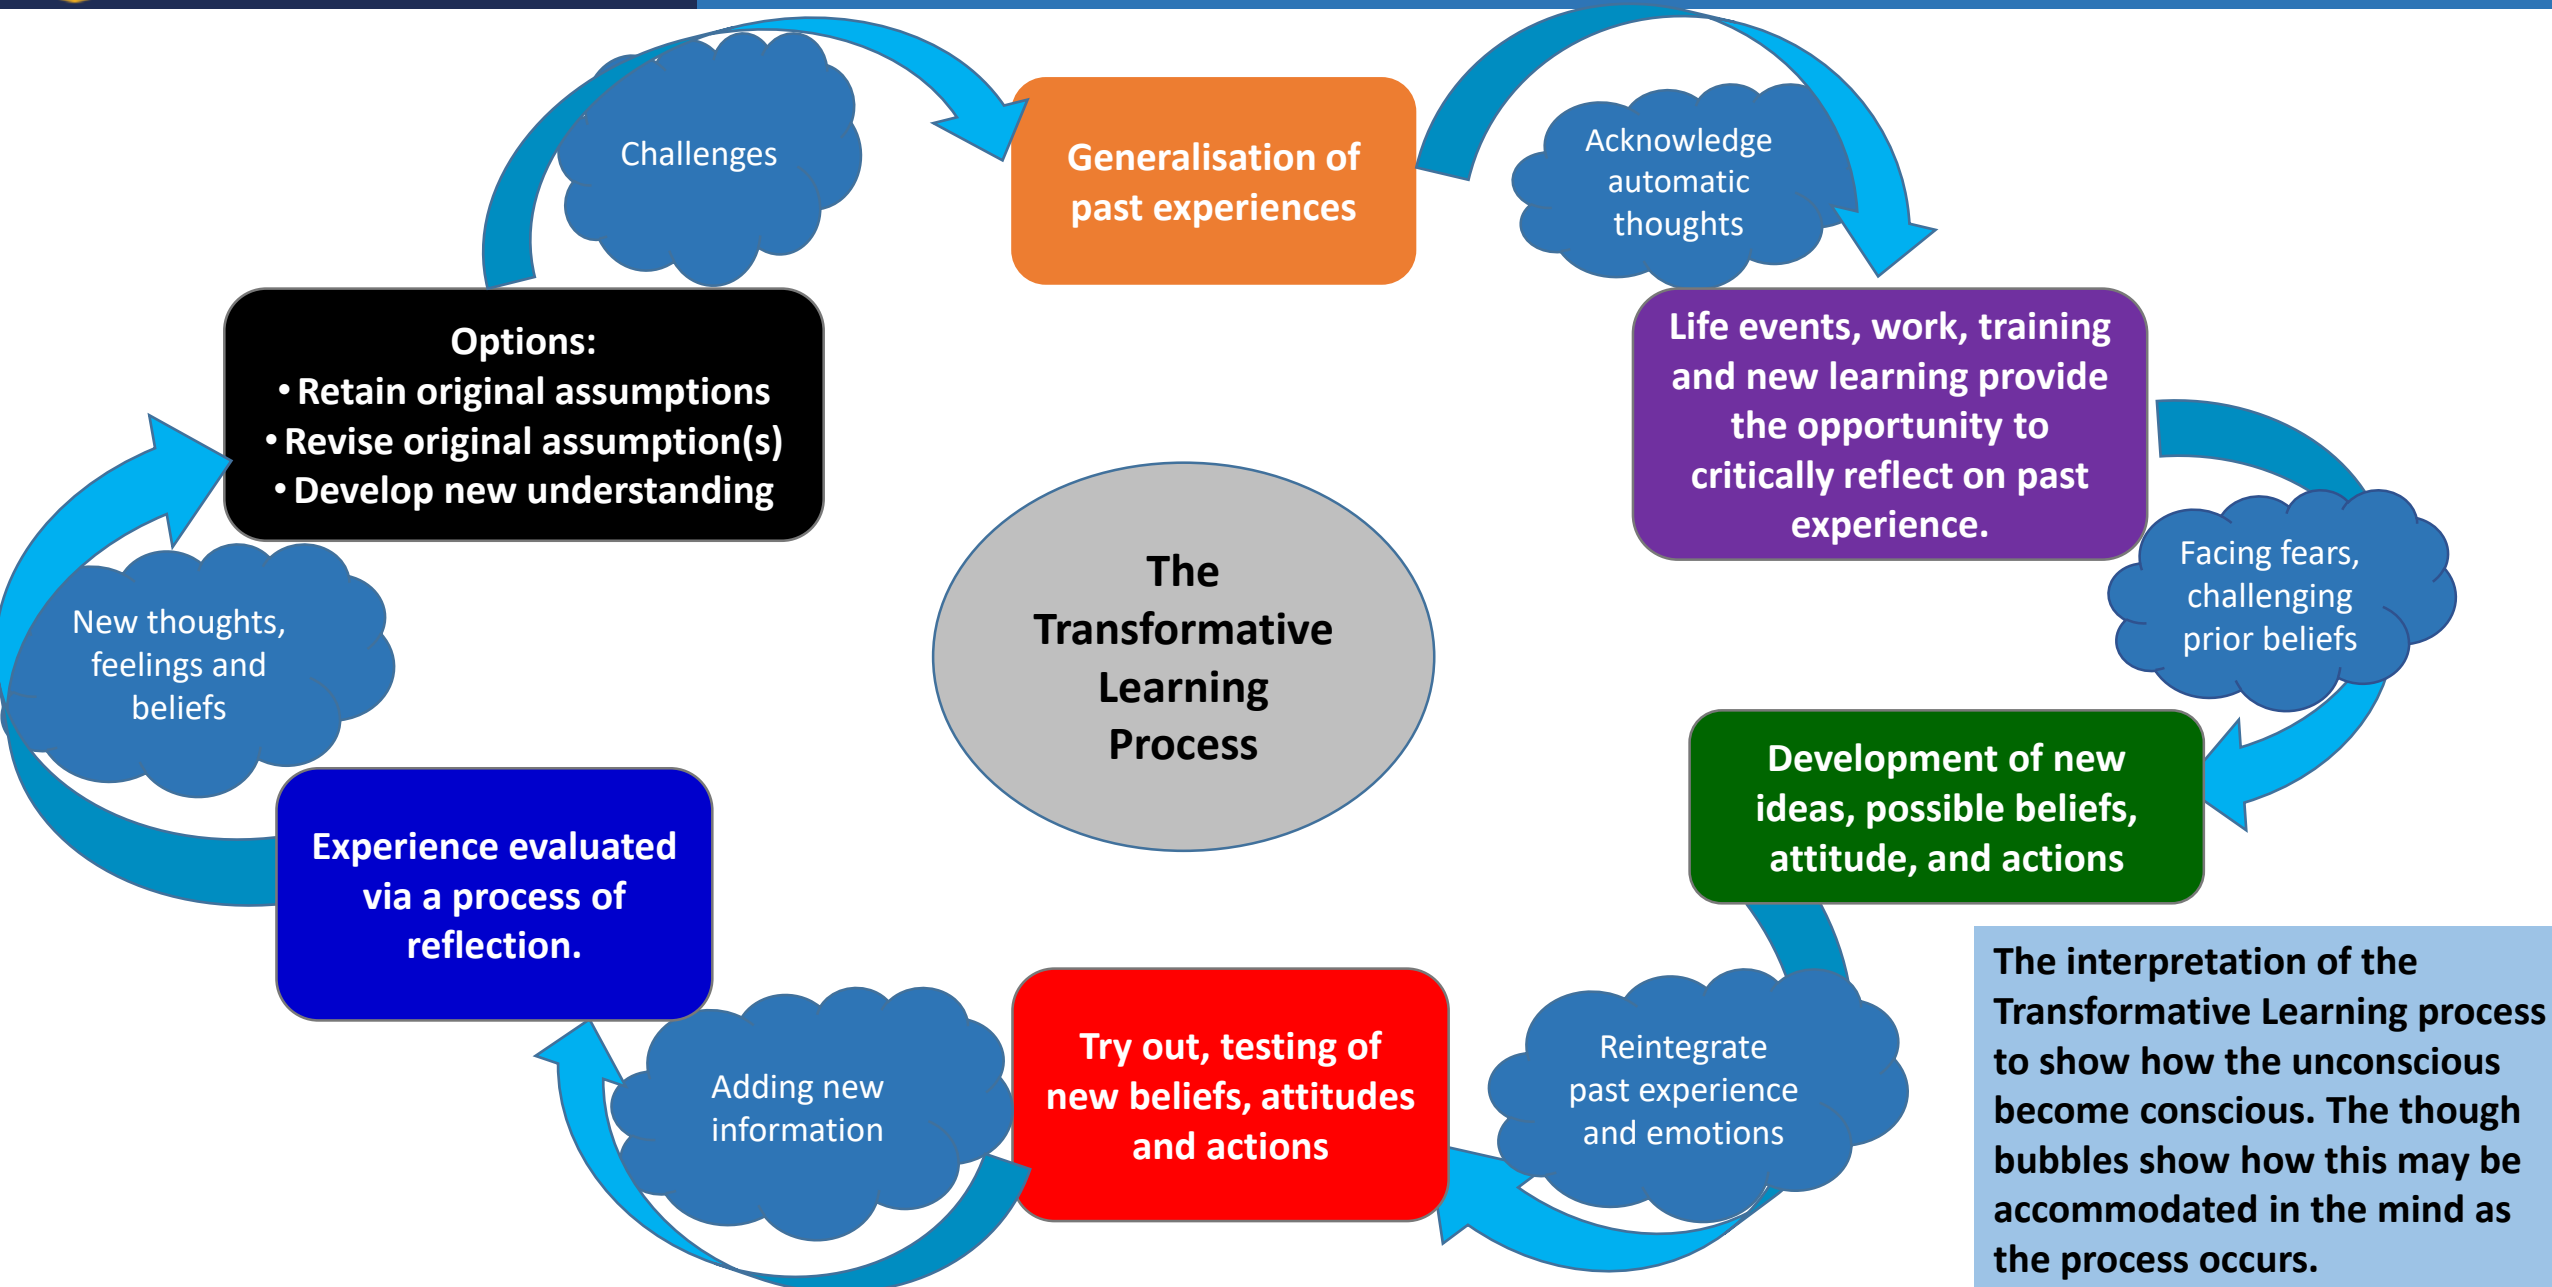 Challenges
Generalisation of
past experiences
Acknowledge
automatic
thoughts
Options:
• Retain original assumptions
• Revise original assumption(s)
• Develop new understanding
Life events, work, training
and new learning provide
the opportunity to
critically reflect on past
experience.
The
Transformative
Learning
Process
Facing fears,
challenging
prior beliefs
New thoughts,
feelings and
beliefs
Development of new
ideas, possible beliefs,
attitude, and actions
Experience evaluated
via a process of
reflection.
Adding new
information
Try out, testing of
new beliefs, attitudes
and actions
Reintegrate
past experience
and emotions
The interpretation of the
Transformative Learning process
to show how the unconscious
become conscious. The though
bubbles show how this may be
accommodated in the mind as
the process occurs.